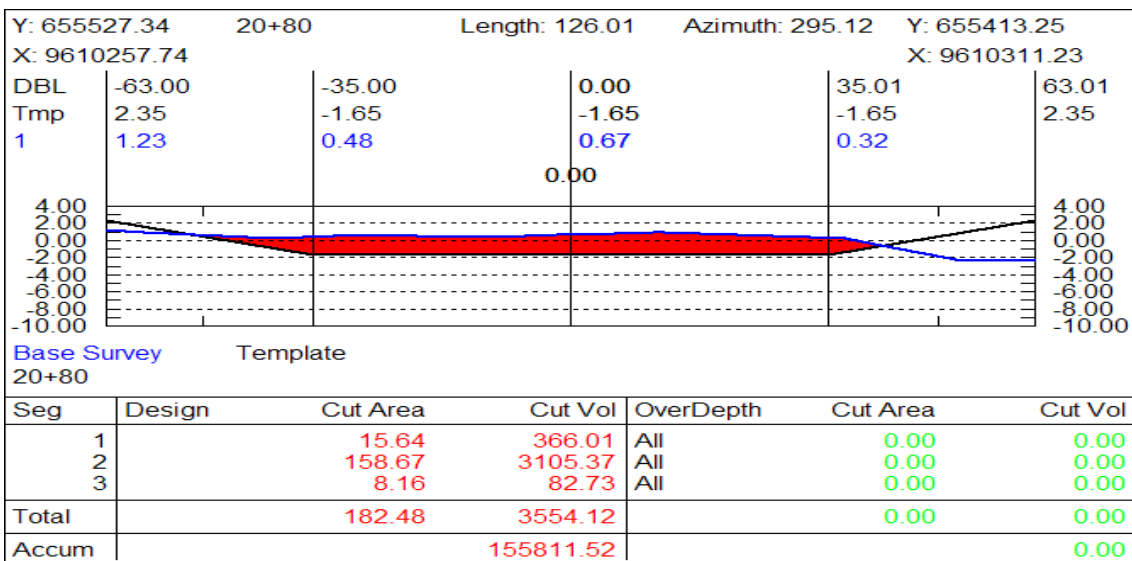 Y: 655527.34 20+80 Length: 126.01 Azimuth: 295.12 Y: 655413.25
X: 9610257.74 X: 9610311.23
DBL -63.00 -35.00 0.00 35.01 63.01
Tmp 2.35 -1.65 -1.65 -1.65 2.35
1 1.23 0.48 0.67 0.32
0.00
4.00 4.00
2.00 2.00
0.00 0.00
-2.00 -2.00
-4.00 -4.00
-6.00 -6.00
-8.00 -8.00
-10.00 -10.00
Base Survey Template
20+80
Seg Design Cut Area Cut Vol OverDepth Cut Area Cut Vol
1 15.64 366.01 All 0.00 0.00
2 158.67 3105.37 All 0.00 0.00
3 8.16 82.73 All 0.00 0.00
Total 182.48 3554.12 0.00 0.00
Accum 155811.52 0.00